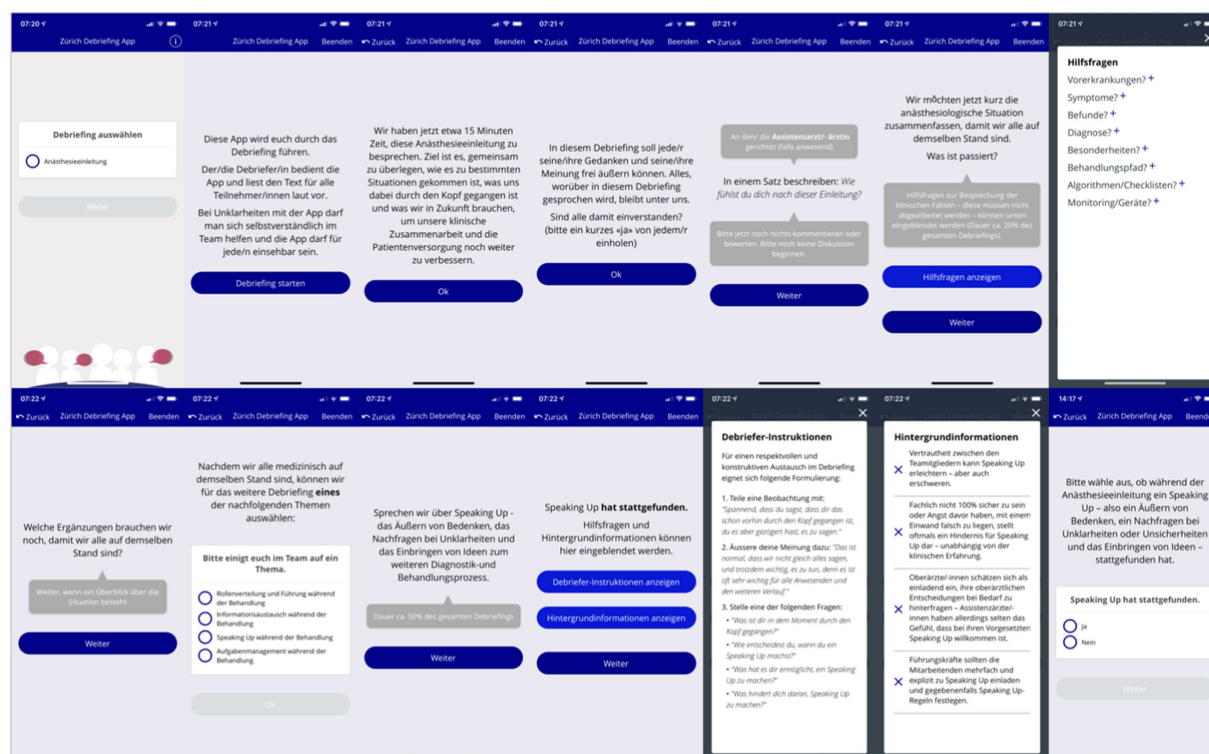 07:20
Zürich Debriefing App
Debriefing auswählen
Anästhesieeinleitung
Weiter
07:21
Zürich Debriefing App Beenden
Diese App wird euch durch das
Debriefing führen.
Der/die Debriefer/in bedient die
App und liest den Text für alle
Teilnehmer/innen laut vor.
Bei Unklarheiten mit der App darf
man sich selbstverständlich im
Team helfen und die App darf für
jede/n einsehbar sein.
Debriefing starten
07:21
Zurück Zürich Debriefing App Beenden
Wir haben jetzt etwa 15 Minuten
Zeit, diese Anästhesieeinleitung zu
besprechen. Ziel ist es, gemeinsam
zu überlegen, wie es zu bestimmten
Situationen gekommen ist, was uns
dabei durch den Kopf gegangen ist
und was wir in Zukunft brauchen,
um unsere klinische
Zusammenarbeit und die
Patientenversorgung noch weiter
zu verbessern.
Ok
07:21
Zurück Zürich Debriefing App Beenden
In diesem Debriefing soll jede/r
seine/ihre Gedanken und seine/ihre
Meinung frei äußern können. Alles,
worüber in diesem Debriefing
gesprochen wird, bleibt unter uns.
Sind alle damit einverstanden?
(bitte ein kurzes «ja» von jedem/r
einholen)
Ok
07:21
Zurück Zürich Debriefing App Beenden
An den/ die Assistenzarzt/- ärztin
gerichtet (falls anwesend)
In einem Satz beschreiben: Wie
fühlst du dich nach dieser Einleitung?
Bitte jetzt noch nichts kommentieren oder
bewerten. Bitte noch keine Diskussion
beginnen.
Weiter
07:21
Zurück Zürich Debriefing App Beenden
Wir möchten jetzt kurz die
anästhesiologische Situation
zusammenfassen, damit wir alle auf
demselben Stand sind.
Was ist passiert?
Hilfsfragen zur Besprechung der
klinischen Fakten – diese müssen nicht
abgearbeitet werden – können unten
eingeblendet werden (Dauer ca. 20% des
gesamten Debriefings).
Hilfsfragen anzeigen
Weiter
07:21
Hilfsfragen
Vorerkrankungen? +
Symptome? +
Befunde? +
Diagnose? +
Besonderheiten? +
Behandlungspfad? +
Algorithmen/Checklisten? +
Monitoring/Geräte? +
07:22
Zurück Zürich Debriefing App Beenden
Welche Ergänzungen brauchen wir
noch, damit wir alle auf demselben
Stand sind?
Weiter, wenn ein Überblick über die
Situation besteht
Weiter
07:22
Zurück Zürich Debriefing App Beenden
Nachdem wir alle medizinisch auf
demselben Stand sind, können wir
für das weitere Debriefing eines
der nachfolgenden Themen
auswählen:
Bitte einigt euch im Team auf ein
Thema.
Rollenverteilung und Führung während
der Behandlung
Informationsaustausch während der
Behandlung
Speaking Up während der Behandlung
Aufgabenmanagement während der
Behandlung
Ok
07:22
Zurück Zürich Debriefing App Beenden
Sprechen wir über Speaking Up -
das Äußern von Bedenken, das
Nachfragen bei Unklarheiten und
das Einbringen von Ideen zum
weiteren Diagnostik-und
Behandlungsprozess.
Dauer ca. 50% des gesamten Debriefings
Weiter
07:22
Zurück Zürich Debriefing App Beenden
Speaking Up hat stattgefunden.
Hilfsfragen und
Hintergrundinformationen können
hier eingeblendet werden.
Debriefer-Instruktionen anzeigen
Hintergrundinformationen anzeigen
Weiter
07:22
Debriefer-Instruktionen
Für einen respektvollen und
konstruktiven Austausch im Debriefing
eignet sich folgende Formulierung:
1. Teile eine Beobachtung mit:
"Spannend, dass du sagst, dass dir das
schon vorhin durch den Kopf gegangen ist,
du es aber gezögert hast, es zu sagen."
2. Äussere deine Meinung dazu: "Das ist
normal, dass wir nicht gleich alles sagen,
und trotzdem wichtig, es zu tun, denn es ist
oft sehr wichtig für alle Anwesenden und
den weiteren Verlauf."
3. Stelle eine der folgenden Fragen:
• "Was ist dir in dem Moment durch den
Kopf gegangen?"
• "Wie entscheidest du, wann du ein
Speaking Up machst?"
• "Was hat es dir ermöglicht, ein Speaking
Up zu machen?"
• "Was hindert dich daran, Speaking Up
zu machen?"
07:22
Hintergrundinformationen
Vertrautheit zwischen den
Teamitgliedern kann Speaking Up
erleichtern – aber auch
erschweren.
Fachlich nicht 100% sicher zu sein
oder Angst davor haben, mit einem
Einwand falsch zu liegen, stellt
oftmals ein Hindernis für Speaking
Up dar – unabhängig von der
klinischen Erfahrung.
Oberärzte/-innen schätzen sich als
einladend ein, ihre oberärztlichen
Entscheidungen bei Bedarf zu
hinterfragen – Assistenzärzte/-
innen haben allerdings selten das
Gefühl, dass bei ihren Vorgesetzten
Speaking Up willkommen ist.
Führungskräfte sollten die
Mitarbeitenden mehrfach und
explizit zu Speaking Up einladen
und gegebenenfalls Speaking Up-
Regeln festlegen.
14:17
Zurück Zürich Debriefing App Beende
Bitte wähle aus, ob während der
Anästhesieeinleitung ein Speaking
Up – also ein Äußern von
Bedenken, ein Nachfragen bei
Unklarheiten oder Unsicherheiten
und das Einbringen von Ideen –
stattgefunden hat.
Speaking Up hat stattgefunden.
Ja
Nein
Weiter